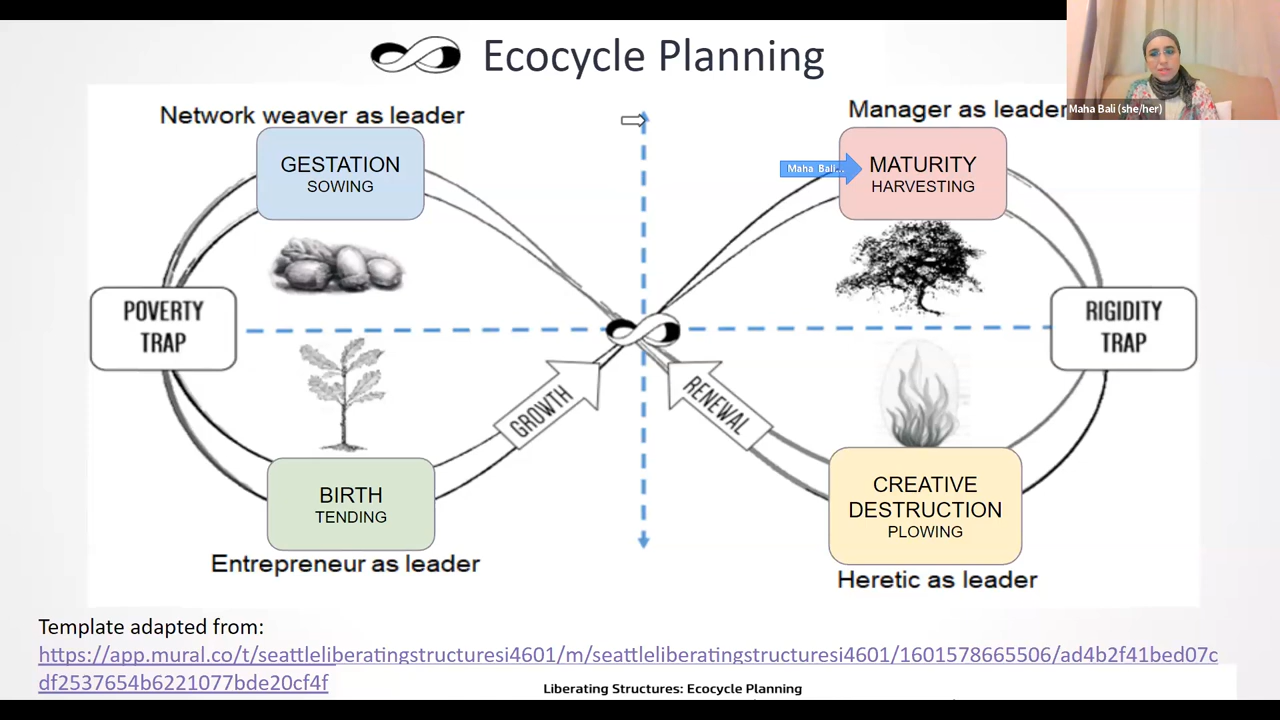 Ecocycle Planning
Maha Bali (she/her)
Network weaver as leader
Manager as leader
GESTATION
SOWING
Maha Bali...
MATURITY
HARVESTING
POVERTY
TRAP
RIGIDITY
TRAP
GROWTH
RENEWAL
BIRTH
TENDING
CREATIVE
DESTRUCTION
PLOWING
Entrepreneur as leader
Heretic as leader
Template adapted from:
https://app.mural.co/t/seattleliberatingstructuresi4601/m/seattleliberatingstructuresi4601/1601578665506/ad4b2f41bed07c
df2537654b6221077bde20cf4f
Liberating Structures: Ecocycle Planning